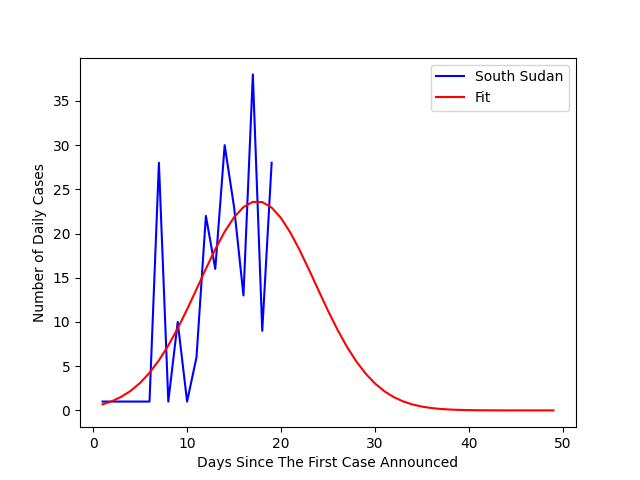 South Sudan
Fit
35
30
25
20
15
10
5
0
Number of Daily Cases
0 10 20 30 40 50
Days Since The First Case Announced